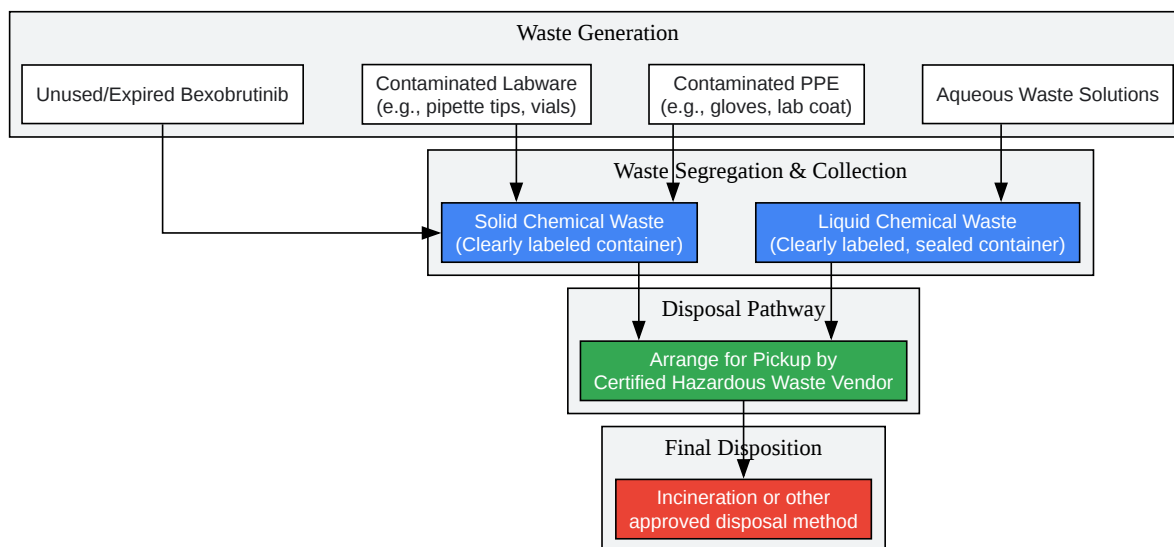 Waste Generation
Unused/Expired Bexobrutinib
Contaminated Labware
(e.g., pipette tips, vials)
Contaminated PPE
(e.g., gloves, lab coat)
Aqueous Waste Solutions
Waste Segregation & Collection
Solid Chemical Waste
(Clearly labeled container)
Liquid Chemical Waste
(Clearly labeled, sealed container)
Disposal Pathway
Arrange for Pickup by
Certified Hazardous Waste Vendor
Final Disposition
Incineration or other
approved disposal method